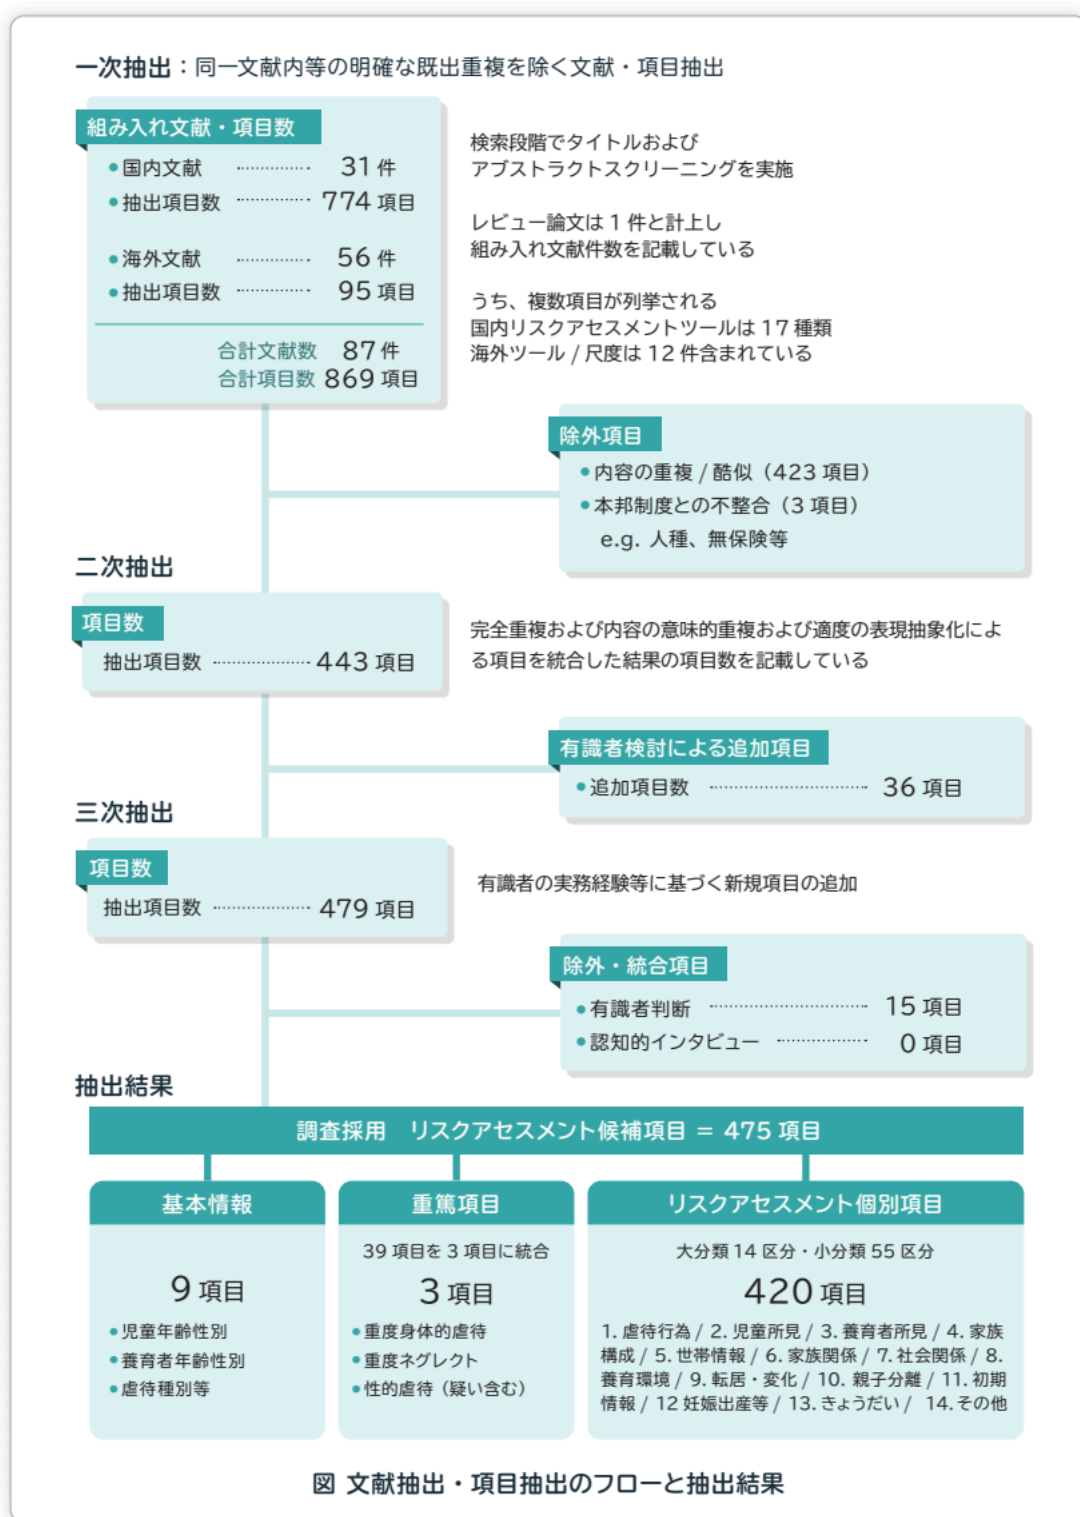 一次抽出：同一文献内等の明確な既出重複を除く文献・項目抽出
組み入れ文献・項目数
●国内文献 ………… 31 件
●抽出項目数 ………… 774 項目
●海外文献 ………… 56 件
●抽出項目数 ………… 95 項目
合計文献数 87 件
合計項目数 869 項目
検索段階でタイトルおよび
アブストラクトスクリーニングを実施
レビュー論文は 1 件と計上し
組み入れ文献件数を記載している
うち、複数項目が列挙される
国内リスクアセスメントツールは 17 種類
海外ツール / 尺度は 12 件含まれている
除外項目
●内容の重複 / 酷似（423 項目）
●本邦制度との不整合（3 項目）
e.g. 人種、無保険等
二次抽出
項目数
抽出項目数 ………… 443 項目
完全重複および内容の意味的重複および適度の表現抽象化によ
る項目を統合した結果の項目数を記載している
有識者検討による追加項目
●追加項目数 ………… 36 項目
三次抽出
項目数
抽出項目数 ………… 479 項目
有識者の実務経験等に基づく新規項目の追加
除外・統合項目
●有識者判断 ………… 15 項目
●認知的インタビュー ………… 0 項目
抽出結果
調査採用　リスクアセスメント候補項目 ＝ 475 項目
基本情報
9 項目
●児童年齢性別
●養育者年齢性別
●虐待種別等
重篤項目
39 項目を 3 項目に統合
3 項目
●重度身体的虐待
●重度ネグレクト
●性的虐待（疑い含む）
リスクアセスメント個別項目
大分類 14 区分・小分類 55 区分
420 項目
1. 虐待行為 / 2. 児童所見 / 3. 養育者所見 / 4. 家族
構成 / 5. 世帯情報 / 6. 家族関係 / 7. 社会関係 / 8.
養育環境 / 9. 転居・変化 / 10. 親子分離 / 11. 初期
情報 / 12 妊娠出産等 / 13. きょうだい / 14. その他
図 文献抽出・項目抽出のフローと抽出結果